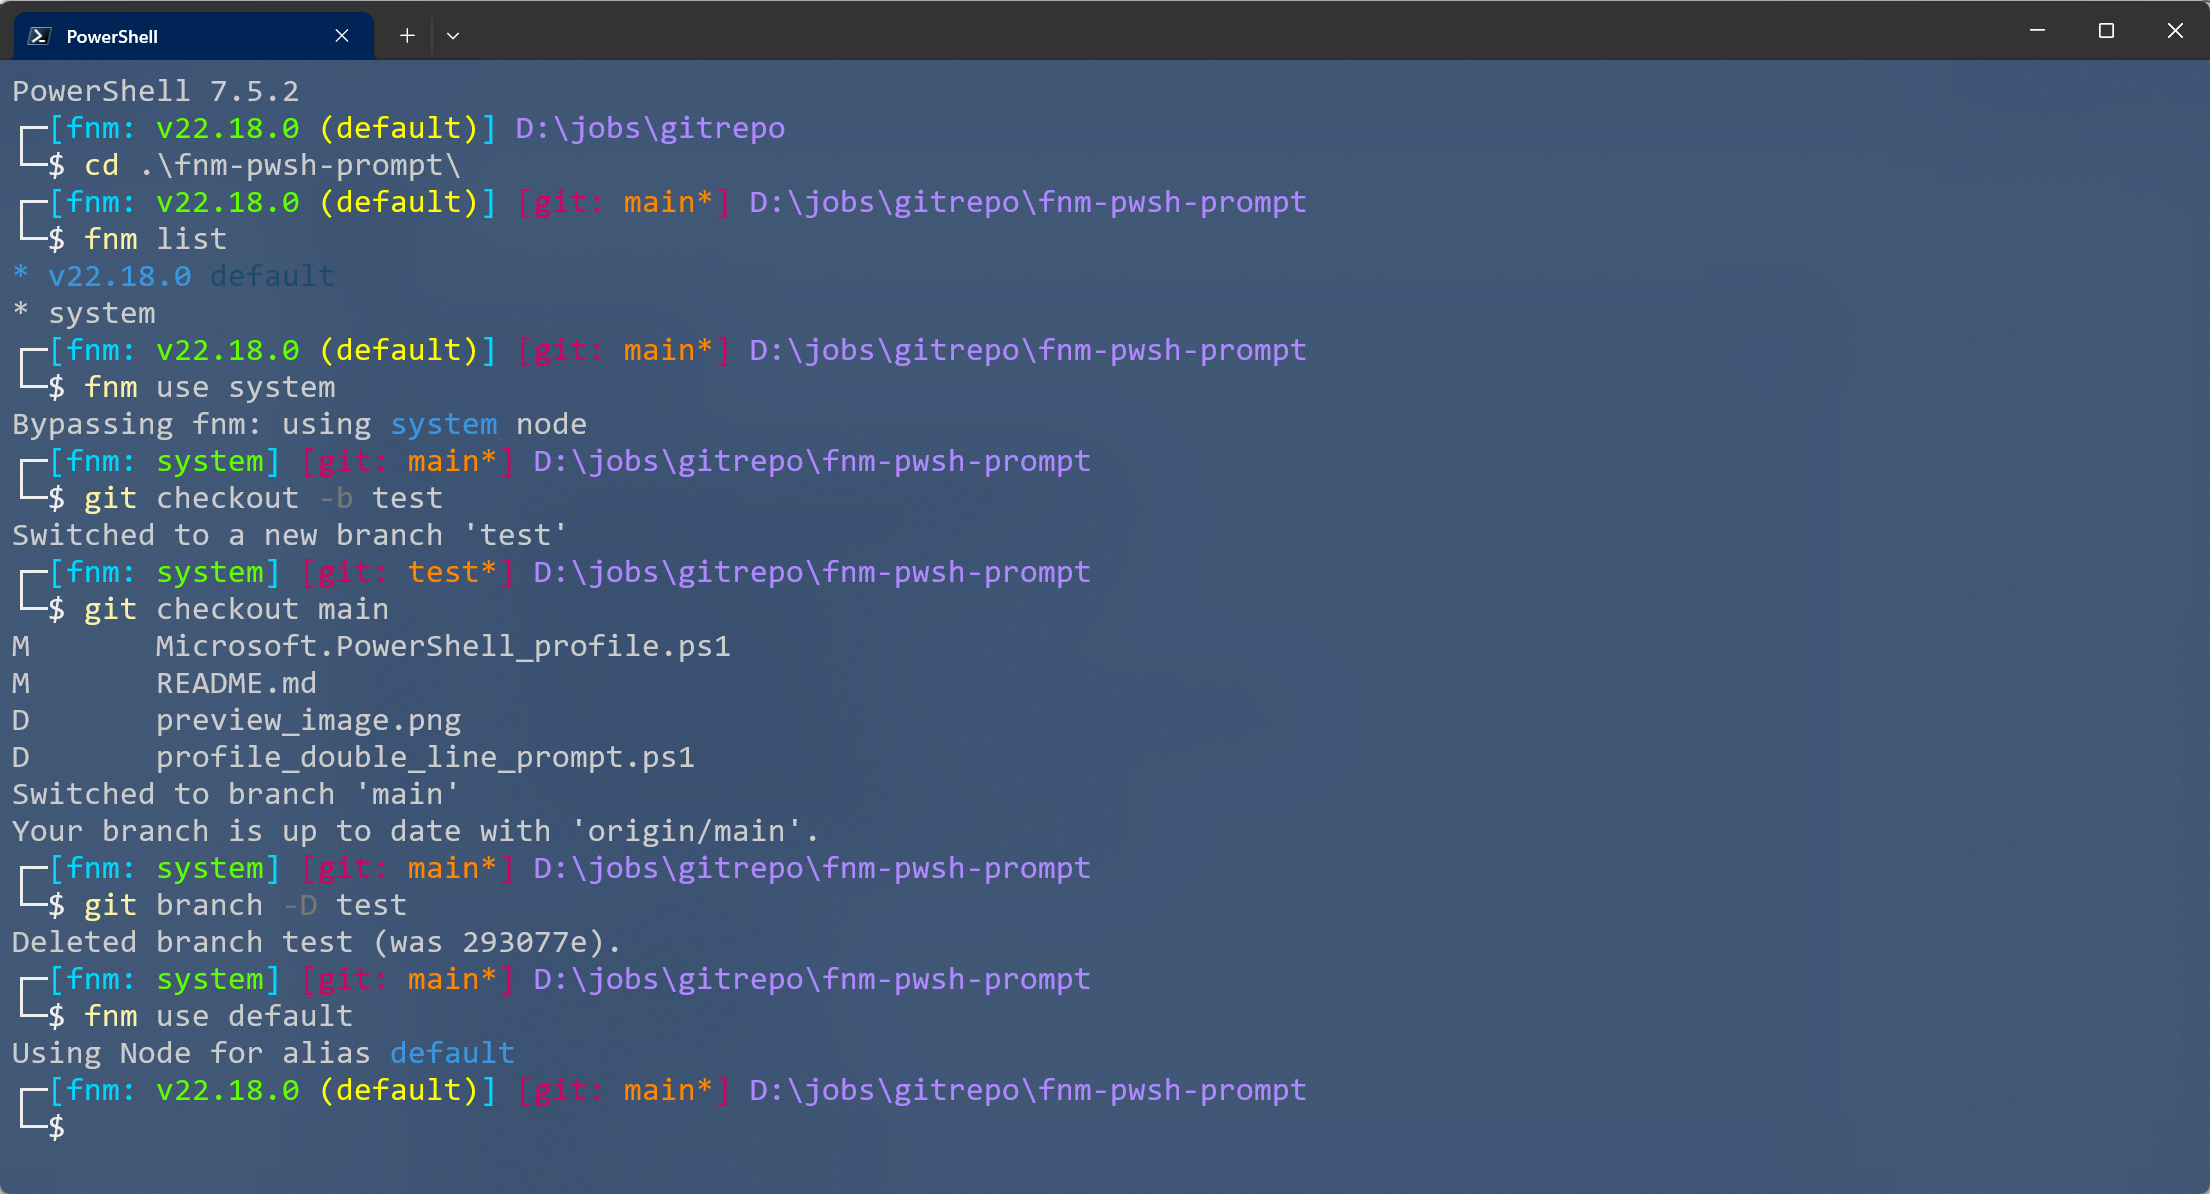 PowerShell
PowerShell 7.5.2
┌─[fnm: v22.18.0 (default)] D:\jobs\gitrepo
└─$ cd .\fnm-pwsh-prompt\
┌─[fnm: v22.18.0 (default)] [git: main*] D:\jobs\gitrepo\fnm-pwsh-prompt
└─$ fnm list
* v22.18.0 default
* system
┌─[fnm: v22.18.0 (default)] [git: main*] D:\jobs\gitrepo\fnm-pwsh-prompt
└─$ fnm use system
Bypassing fnm: using system node
┌─[fnm: system] [git: main*] D:\jobs\gitrepo\fnm-pwsh-prompt
└─$ git checkout -b test
Switched to a new branch 'test'
┌─[fnm: system] [git: test*] D:\jobs\gitrepo\fnm-pwsh-prompt
└─$ git checkout main
M       Microsoft.PowerShell_profile.ps1
M       README.md
D       preview_image.png
D       profile_double_line_prompt.ps1
Switched to branch 'main'
Your branch is up to date with 'origin/main'.
┌─[fnm: system] [git: main*] D:\jobs\gitrepo\fnm-pwsh-prompt
└─$ git branch -D test
Deleted branch test (was 293077e).
┌─[fnm: system] [git: main*] D:\jobs\gitrepo\fnm-pwsh-prompt
└─$ fnm use default
Using Node for alias default
┌─[fnm: v22.18.0 (default)] [git: main*] D:\jobs\gitrepo\fnm-pwsh-prompt
└─$